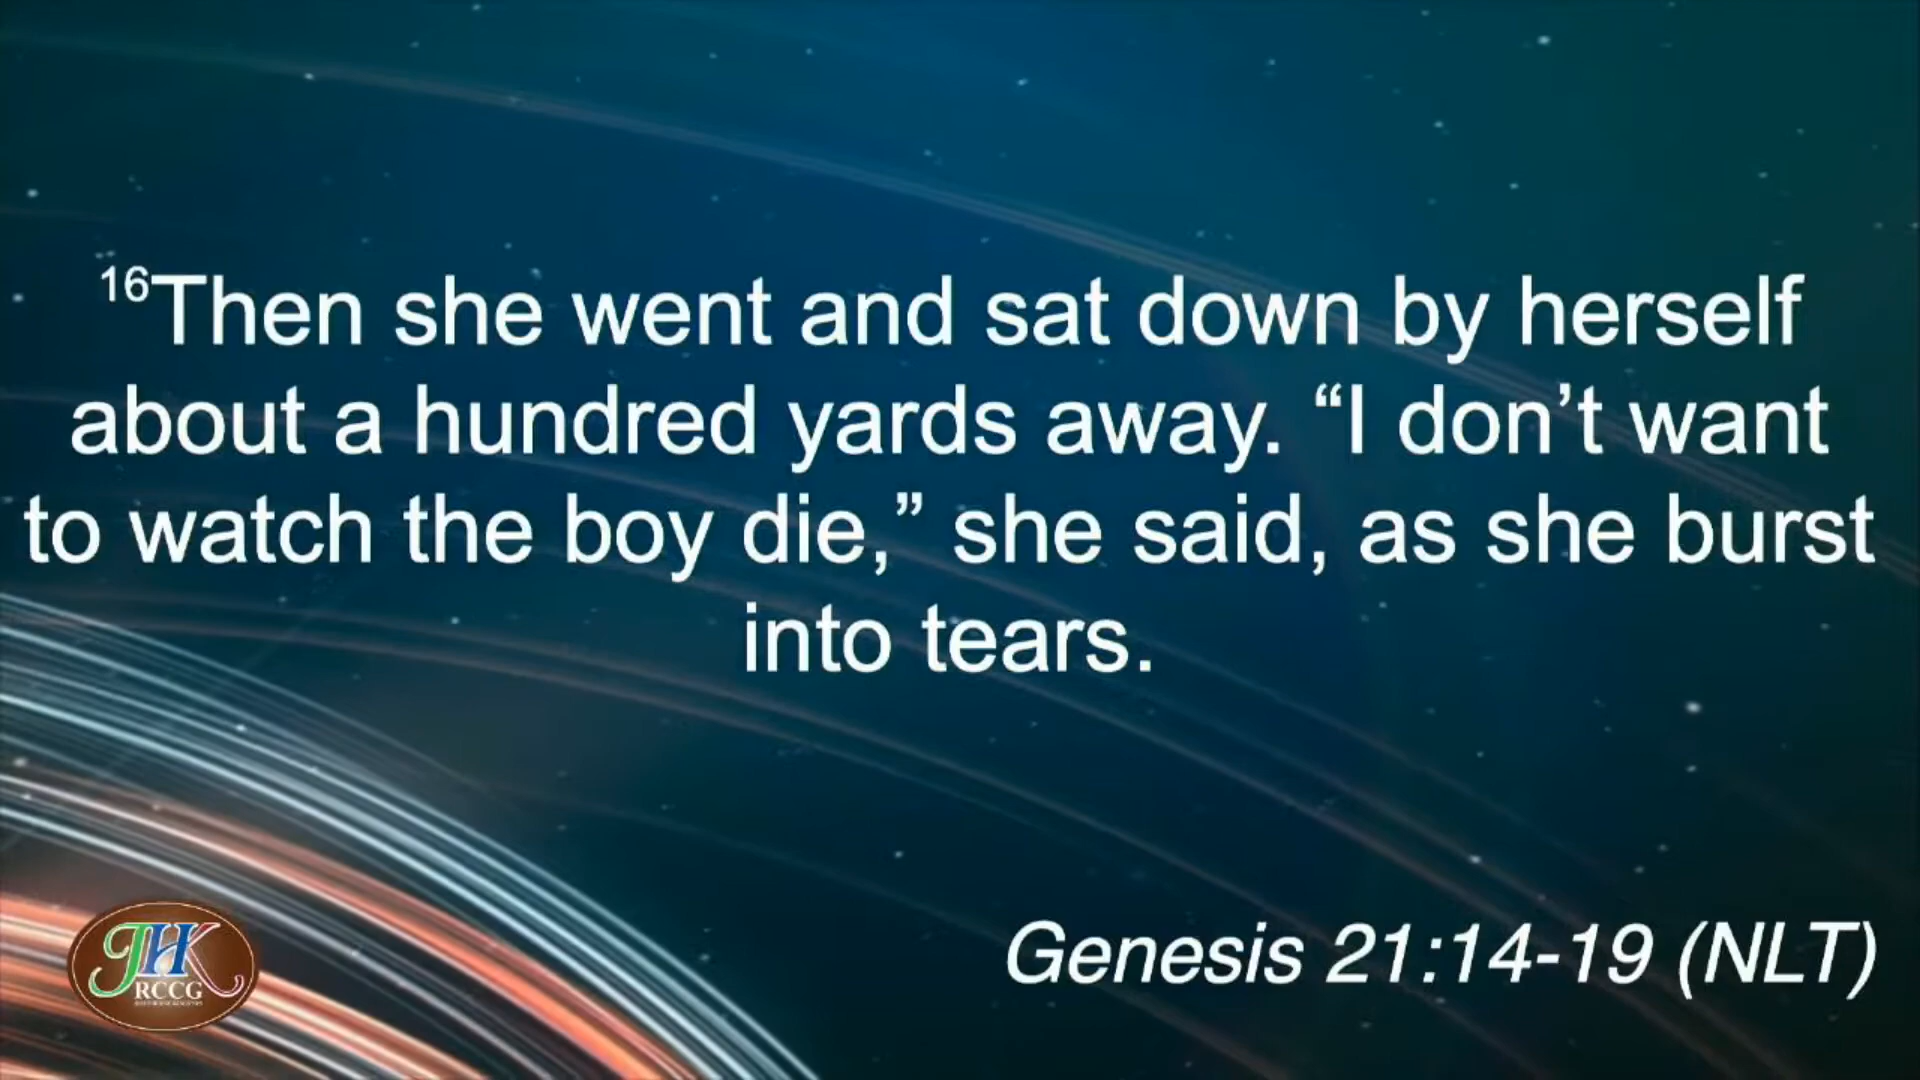 ¹⁶Then she went and sat down by herself
about a hundred yards away. “I don’t want
to watch the boy die,” she said, as she burst
into tears.
Genesis 21:14-19 (NLT)
JHK
RCCG